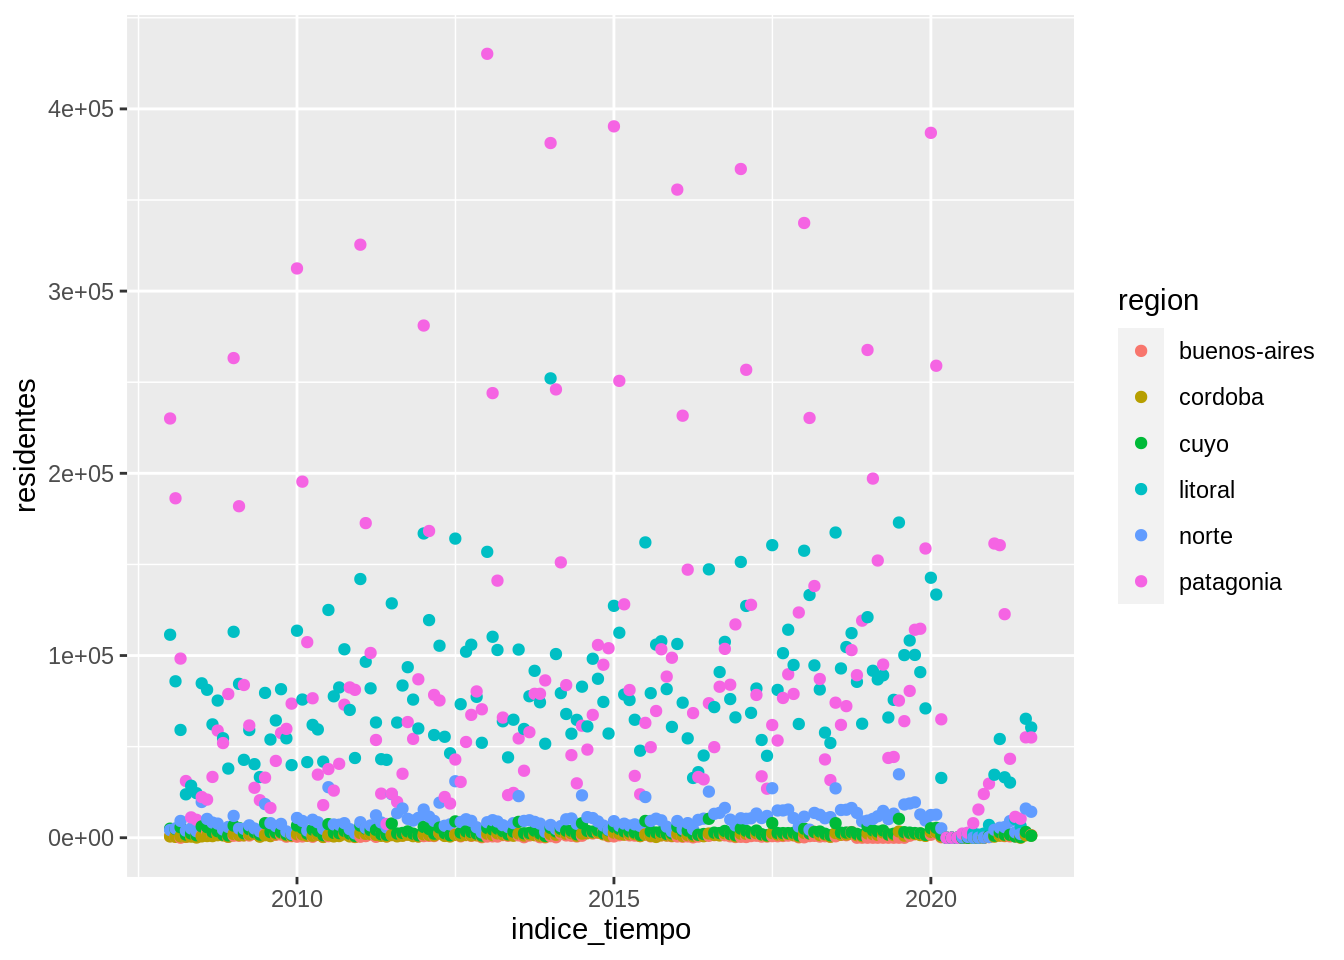 4e+05
3e+05
2e+05
1e+05
0e+00
residentes
2010
2015
2020
indice_tiempo
region
buenos-aires
cordoba
cuyo
litoral
norte
patagonia